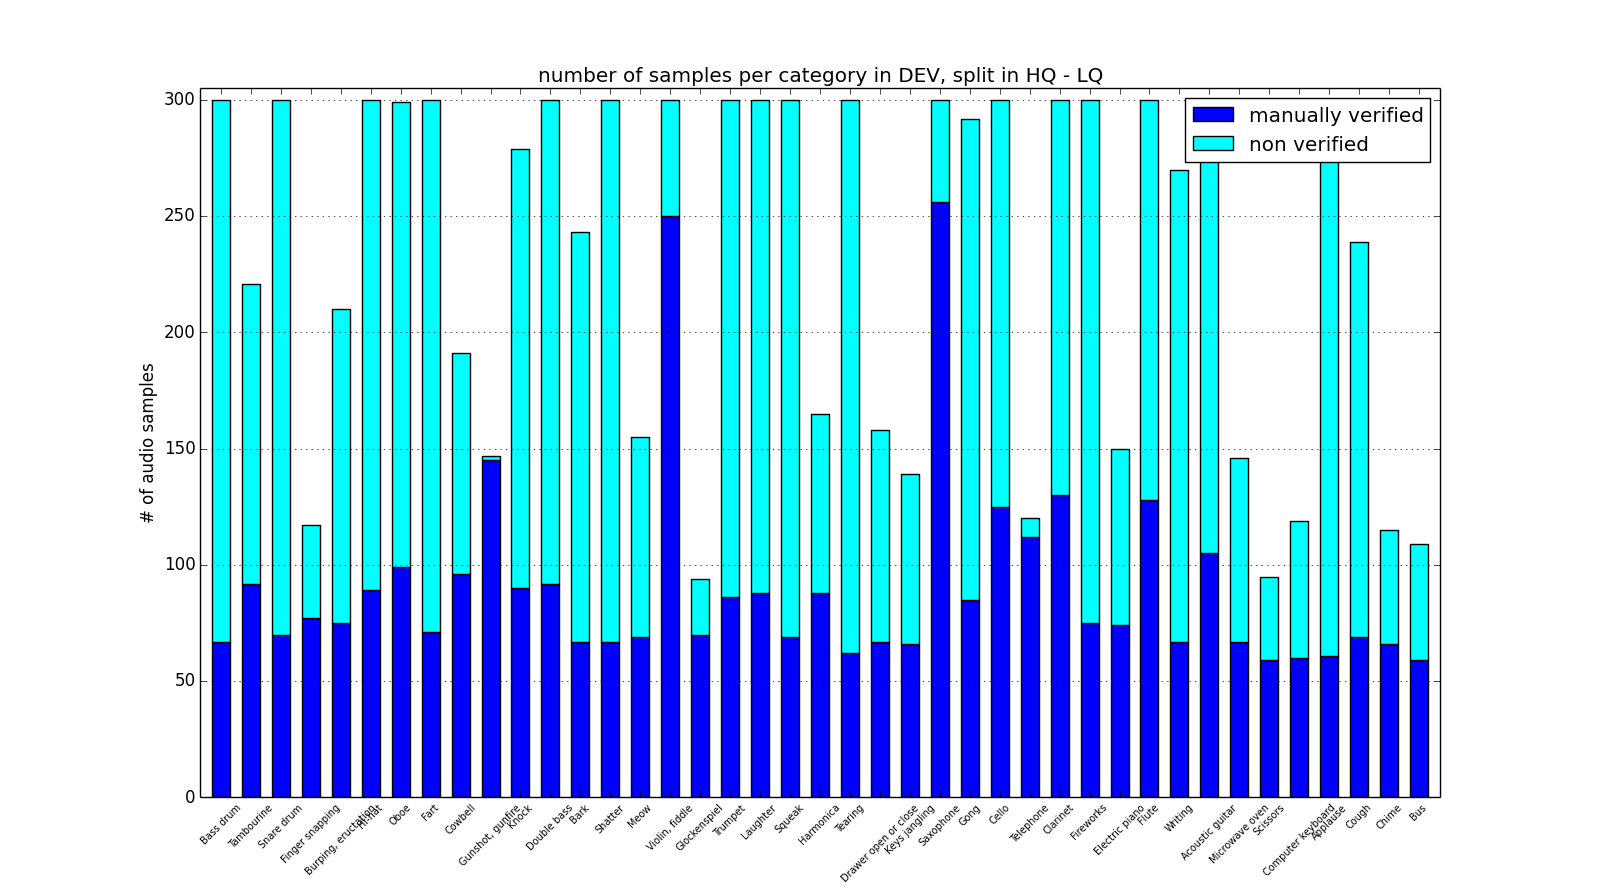 number of samples per category in DEV, split in HQ - LQ
manually verified
non verified
# of audio samples
300
250
200
150
100
50
0
Bass drum
Tambourine
Snare drum
Finger snapping
Burping, eructation
Hi-hat
Oboe
Fart
Cowbell
Gunshot, gunfire
Knock
Double bass
Bark
Shatter
Meow
Violin, fiddle
Glockenspiel
Trumpet
Laughter
Squeak
Harmonica
Tearing
Drawer open or close
Keys jangling
Saxophone
Gong
Cello
Telephone
Clarinet
Fireworks
Electric piano
Flute
Writing
Acoustic guitar
Microwave oven
Scissors
Computer keyboard
Applause
Cough
Chime
Bus